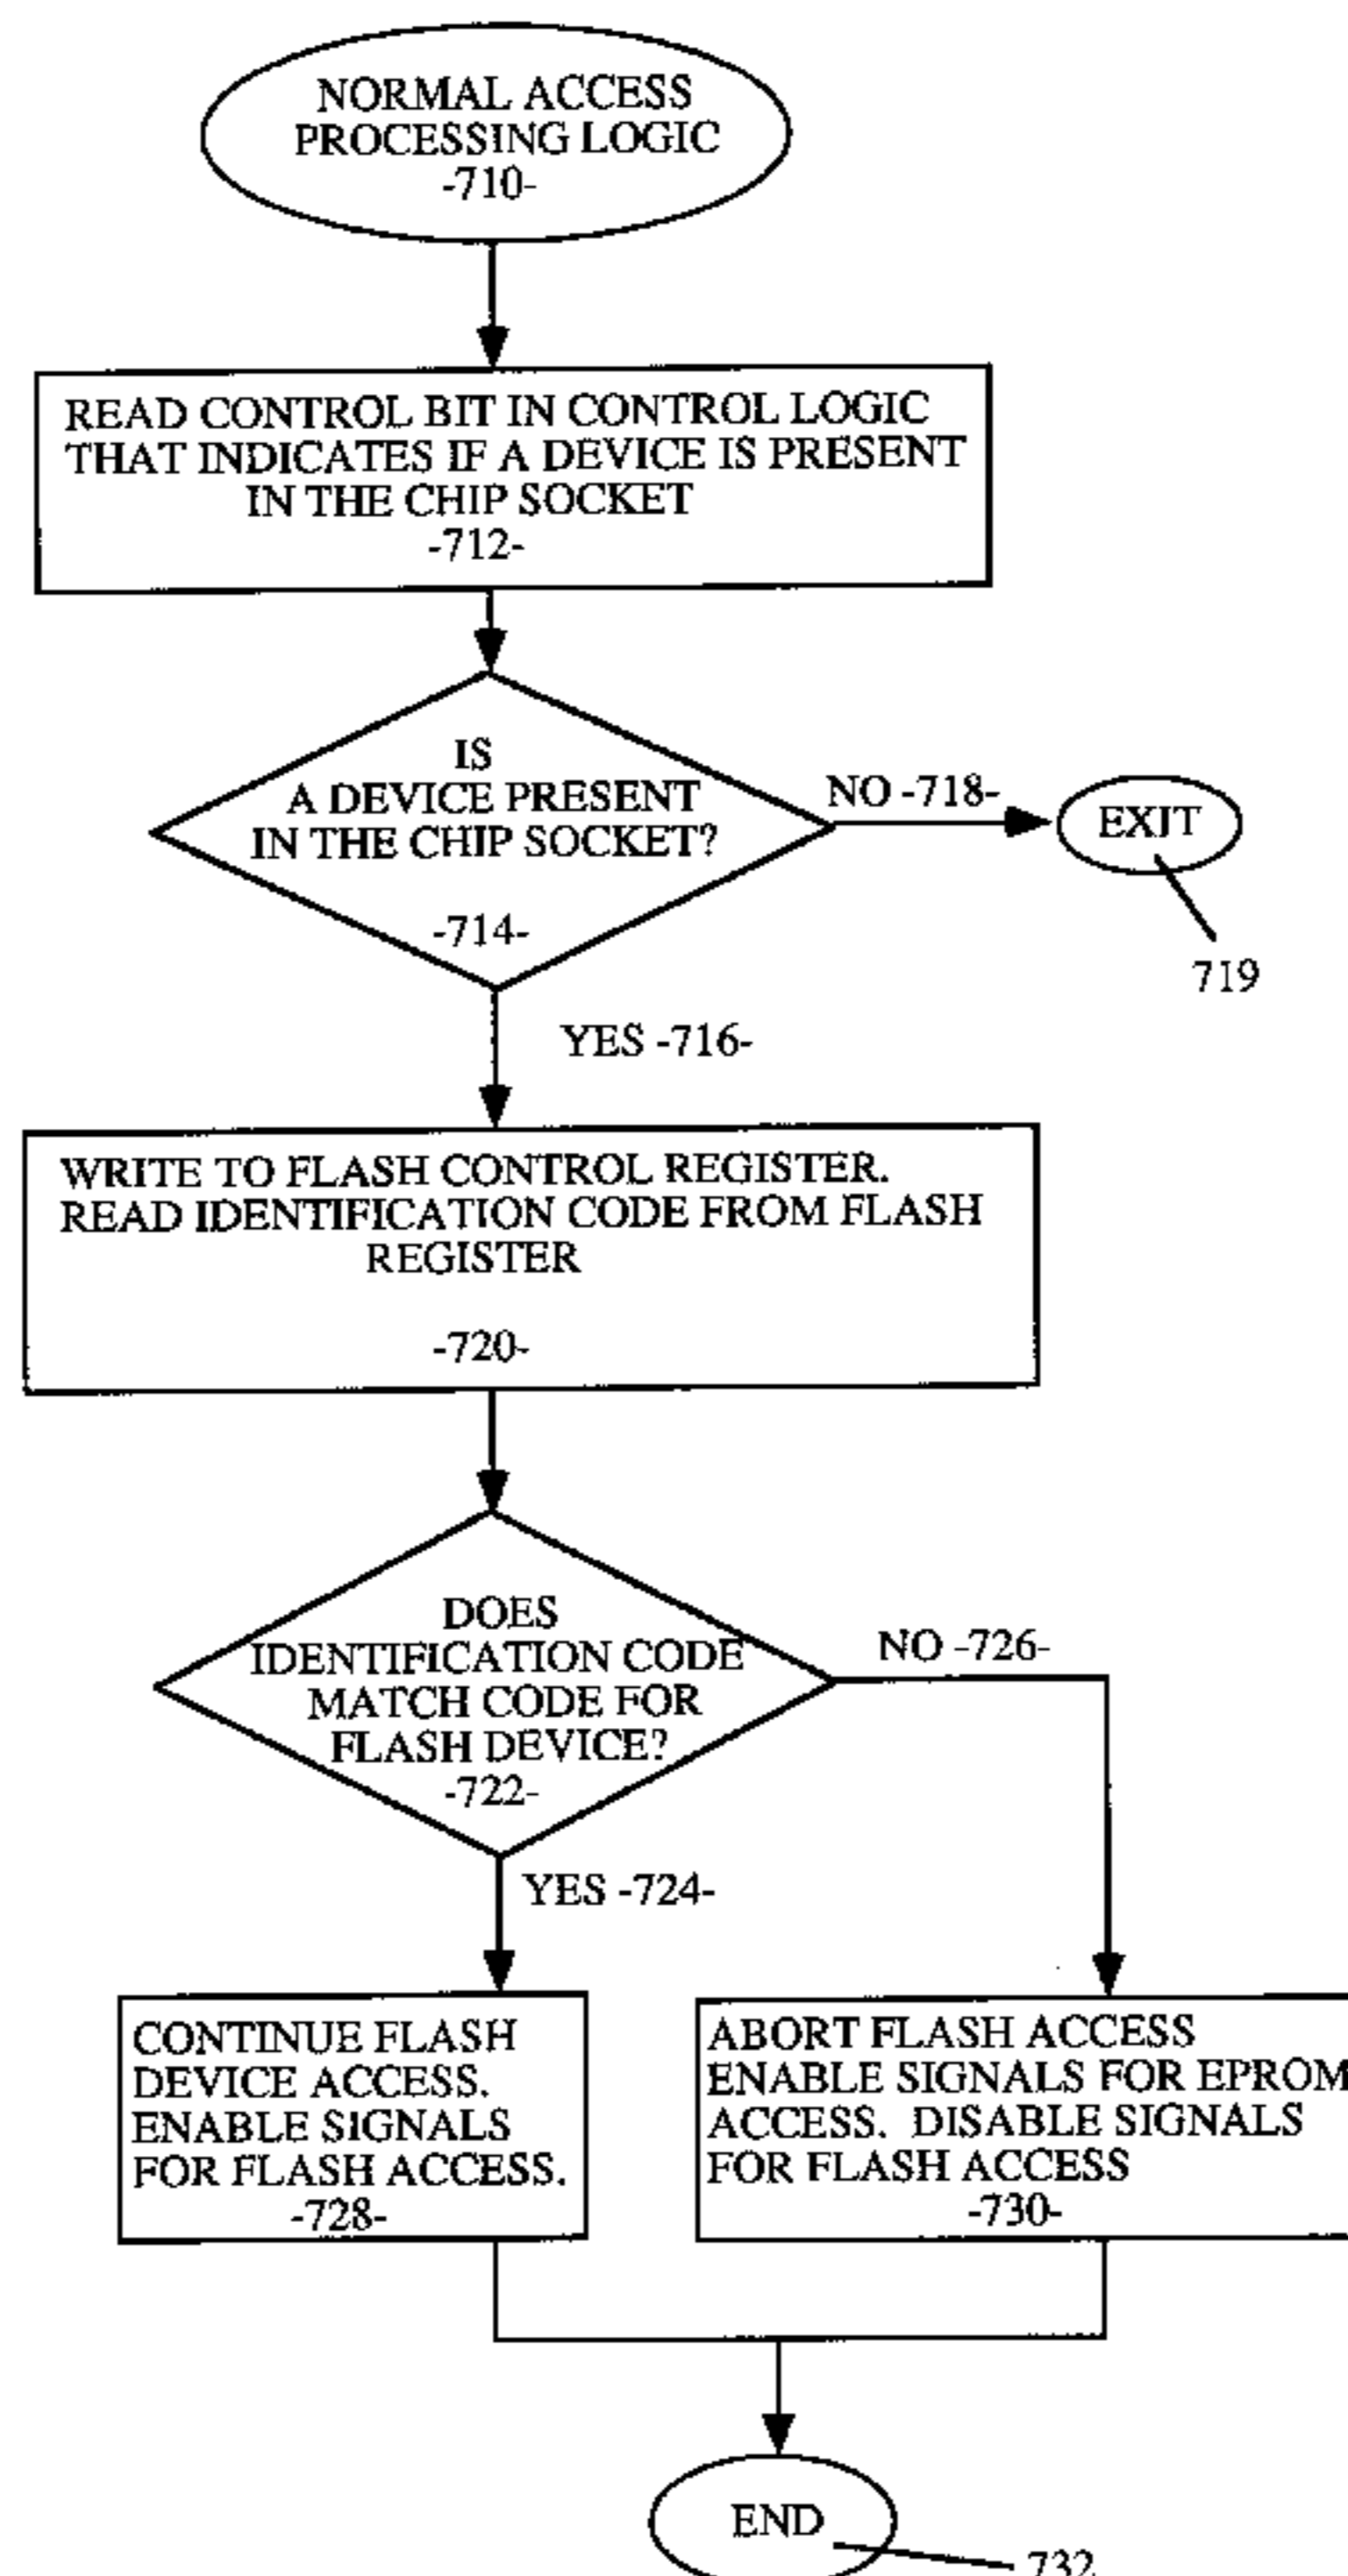 NORMAL ACCESS
PROCESSING LOGIC
-710-
READ CONTROL BIT IN CONTROL LOGIC
THAT INDICATES IF A DEVICE IS PRESENT
IN THE CHIP SOCKET
-712-
IS
A DEVICE PRESENT
IN THE CHIP SOCKET?
-714-
NO -718-
EXIT
719
YES -716-
WRITE TO FLASH CONTROL REGISTER.
READ IDENTIFICATION CODE FROM FLASH
REGISTER
-720-
DOES
IDENTIFICATION CODE
MATCH CODE FOR
FLASH DEVICE?
-722-
NO -726-
YES -724-
CONTINUE FLASH
DEVICE ACCESS.
ENABLE SIGNALS
FOR FLASH ACCESS.
-728-
ABORT FLASH ACCESS
ENABLE SIGNALS FOR EPROM
ACCESS. DISABLE SIGNALS
FOR FLASH ACCESS
-730-
END
732